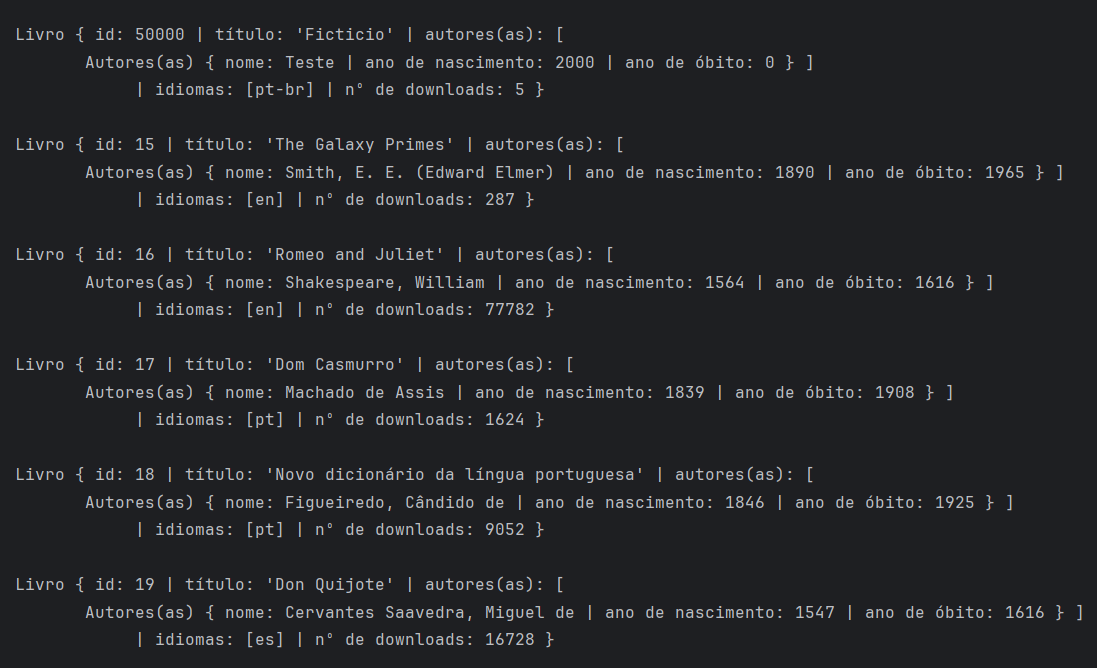 Livro { id: 50000 | título: 'Ficticio' | autores(as): [
Autores(as) { nome: Teste | ano de nascimento: 2000 | ano de óbito: 0 } ]
| idiomas: [pt-br] | n° de downloads: 5 }
Livro { id: 15 | título: 'The Galaxy Primes' | autores(as): [
Autores(as) { nome: Smith, E. E. (Edward Elmer) | ano de nascimento: 1890 | ano de óbito: 1965 } ]
| idiomas: [en] | n° de downloads: 287 }
Livro { id: 16 | título: 'Romeo and Juliet' | autores(as): [
Autores(as) { nome: Shakespeare, William | ano de nascimento: 1564 | ano de óbito: 1616 } ]
| idiomas: [en] | n° de downloads: 77782 }
Livro { id: 17 | título: 'Dom Casmurro' | autores(as): [
Autores(as) { nome: Machado de Assis | ano de nascimento: 1839 | ano de óbito: 1908 } ]
| idiomas: [pt] | n° de downloads: 1624 }
Livro { id: 18 | título: 'Novo dicionário da língua portuguesa' | autores(as): [
Autores(as) { nome: Figueiredo, Cândido de | ano de nascimento: 1846 | ano de óbito: 1925 } ]
| idiomas: [pt] | n° de downloads: 9052 }
Livro { id: 19 | título: 'Don Quijote' | autores(as): [
Autores(as) { nome: Cervantes Saavedra, Miguel de | ano de nascimento: 1547 | ano de óbito: 1616 } ]
| idiomas: [es] | n° de downloads: 16728 }